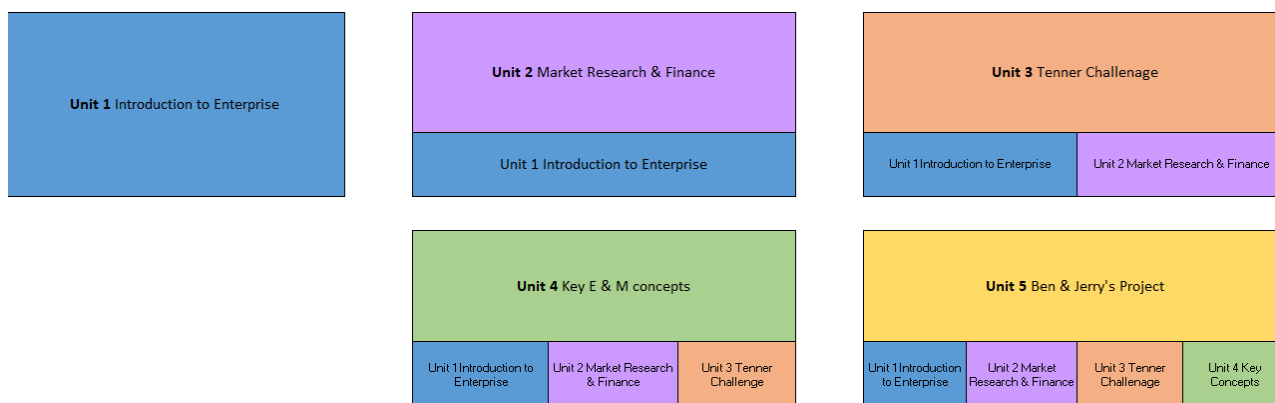 Unit 1 Introduction to Enterprise
Unit 2 Market Research & Finance
Unit 1 Introduction to Enterprise
Unit 3 Tenner Challenage
Unit 1 Introduction to Enterprise
Unit 2 Market Research & Finance
Unit 4 Key E & M concepts
Unit 1 Introduction to
Enterprise
Unit 2 Market Research
& Finance
Unit 3 Tenner
Challenge
Unit 5 Ben & Jerry's Project
Unit 1 Introduction
to Enterprise
Unit 2 Market
Research & Finance
Unit 3 Tenner
Challenage
Unit 4 Key
Concepts